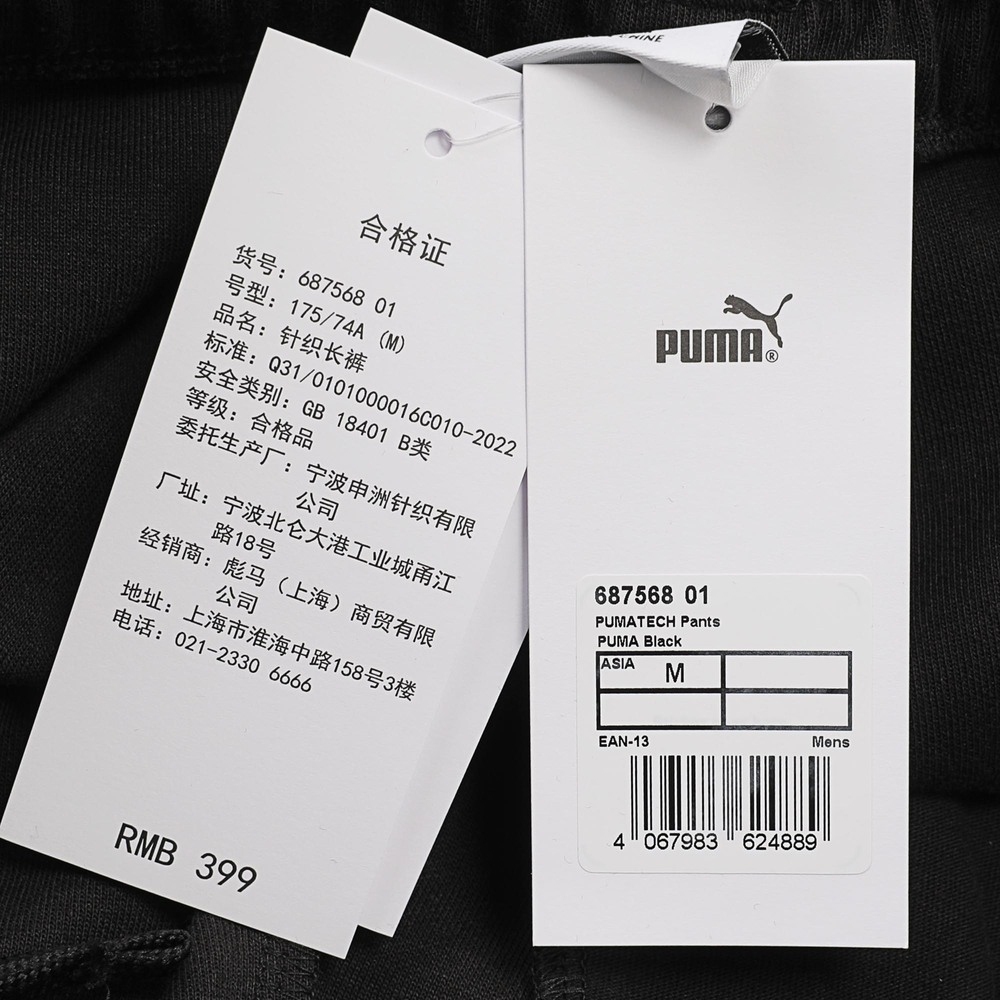 合格证
货号: 687568 01
号型: 175/74A (M)
品名: 针织长裤
标准: Q31/0101000016C010-2022
安全类别: GB 18401 B类
等级: 合格品
委托生产厂: 宁波申洲针织有限
公司
厂址: 宁波北仑大港工业城甬江
路18号
经销商: 彪马（上海）商贸有限
公司
地址: 上海市淮海中路158号3楼
电话: 021-2330 6666
RMB 399
PUMA®
687568 01
PUMATECH Pants
PUMA Black
ASIA M
EAN-13 Mens
4 067983 624889